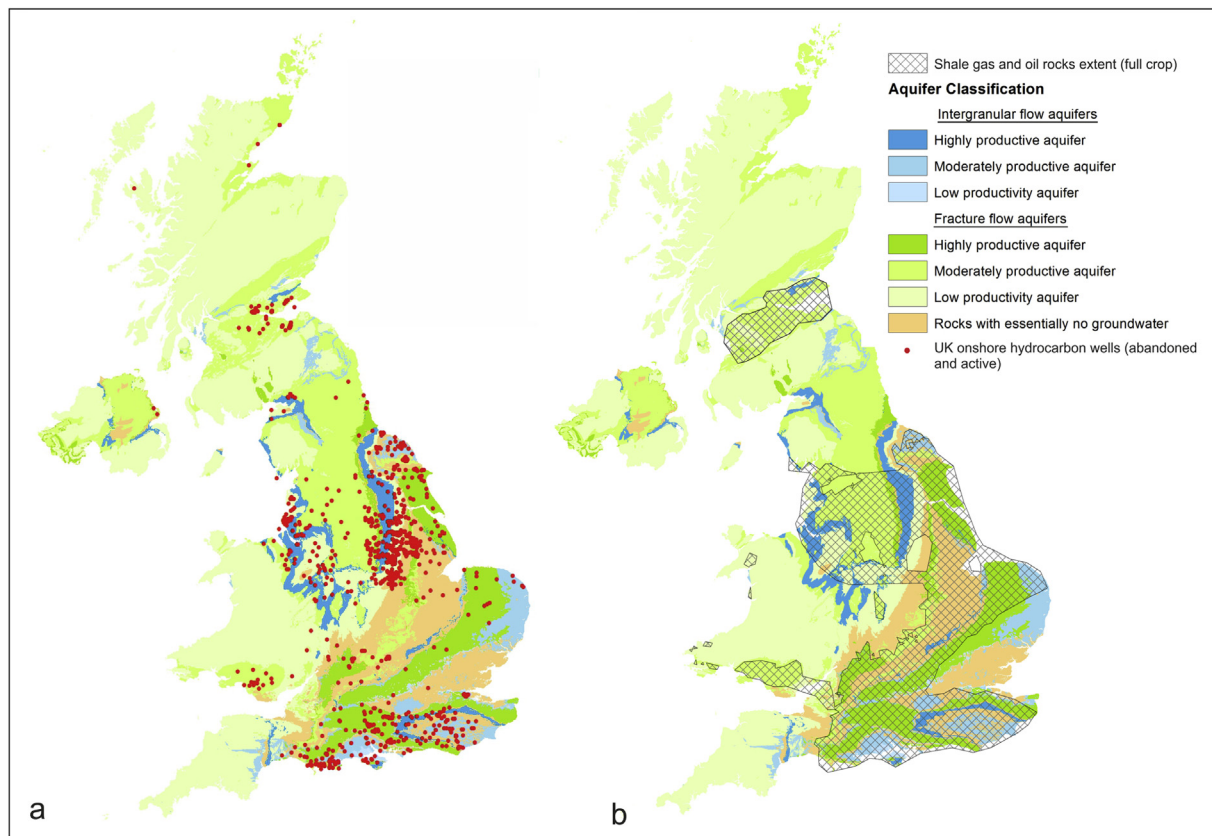 Shale gas and oil rocks extent (full crop)
Aquifer Classification
Intergranular flow aquifers
Highly productive aquifer
Moderately productive aquifer
Low productivity aquifer
Fracture flow aquifers
Highly productive aquifer
Moderately productive aquifer
Low productivity aquifer
Rocks with essentially no groundwater
UK onshore hydrocarbon wells (abandoned
and active)
a
b